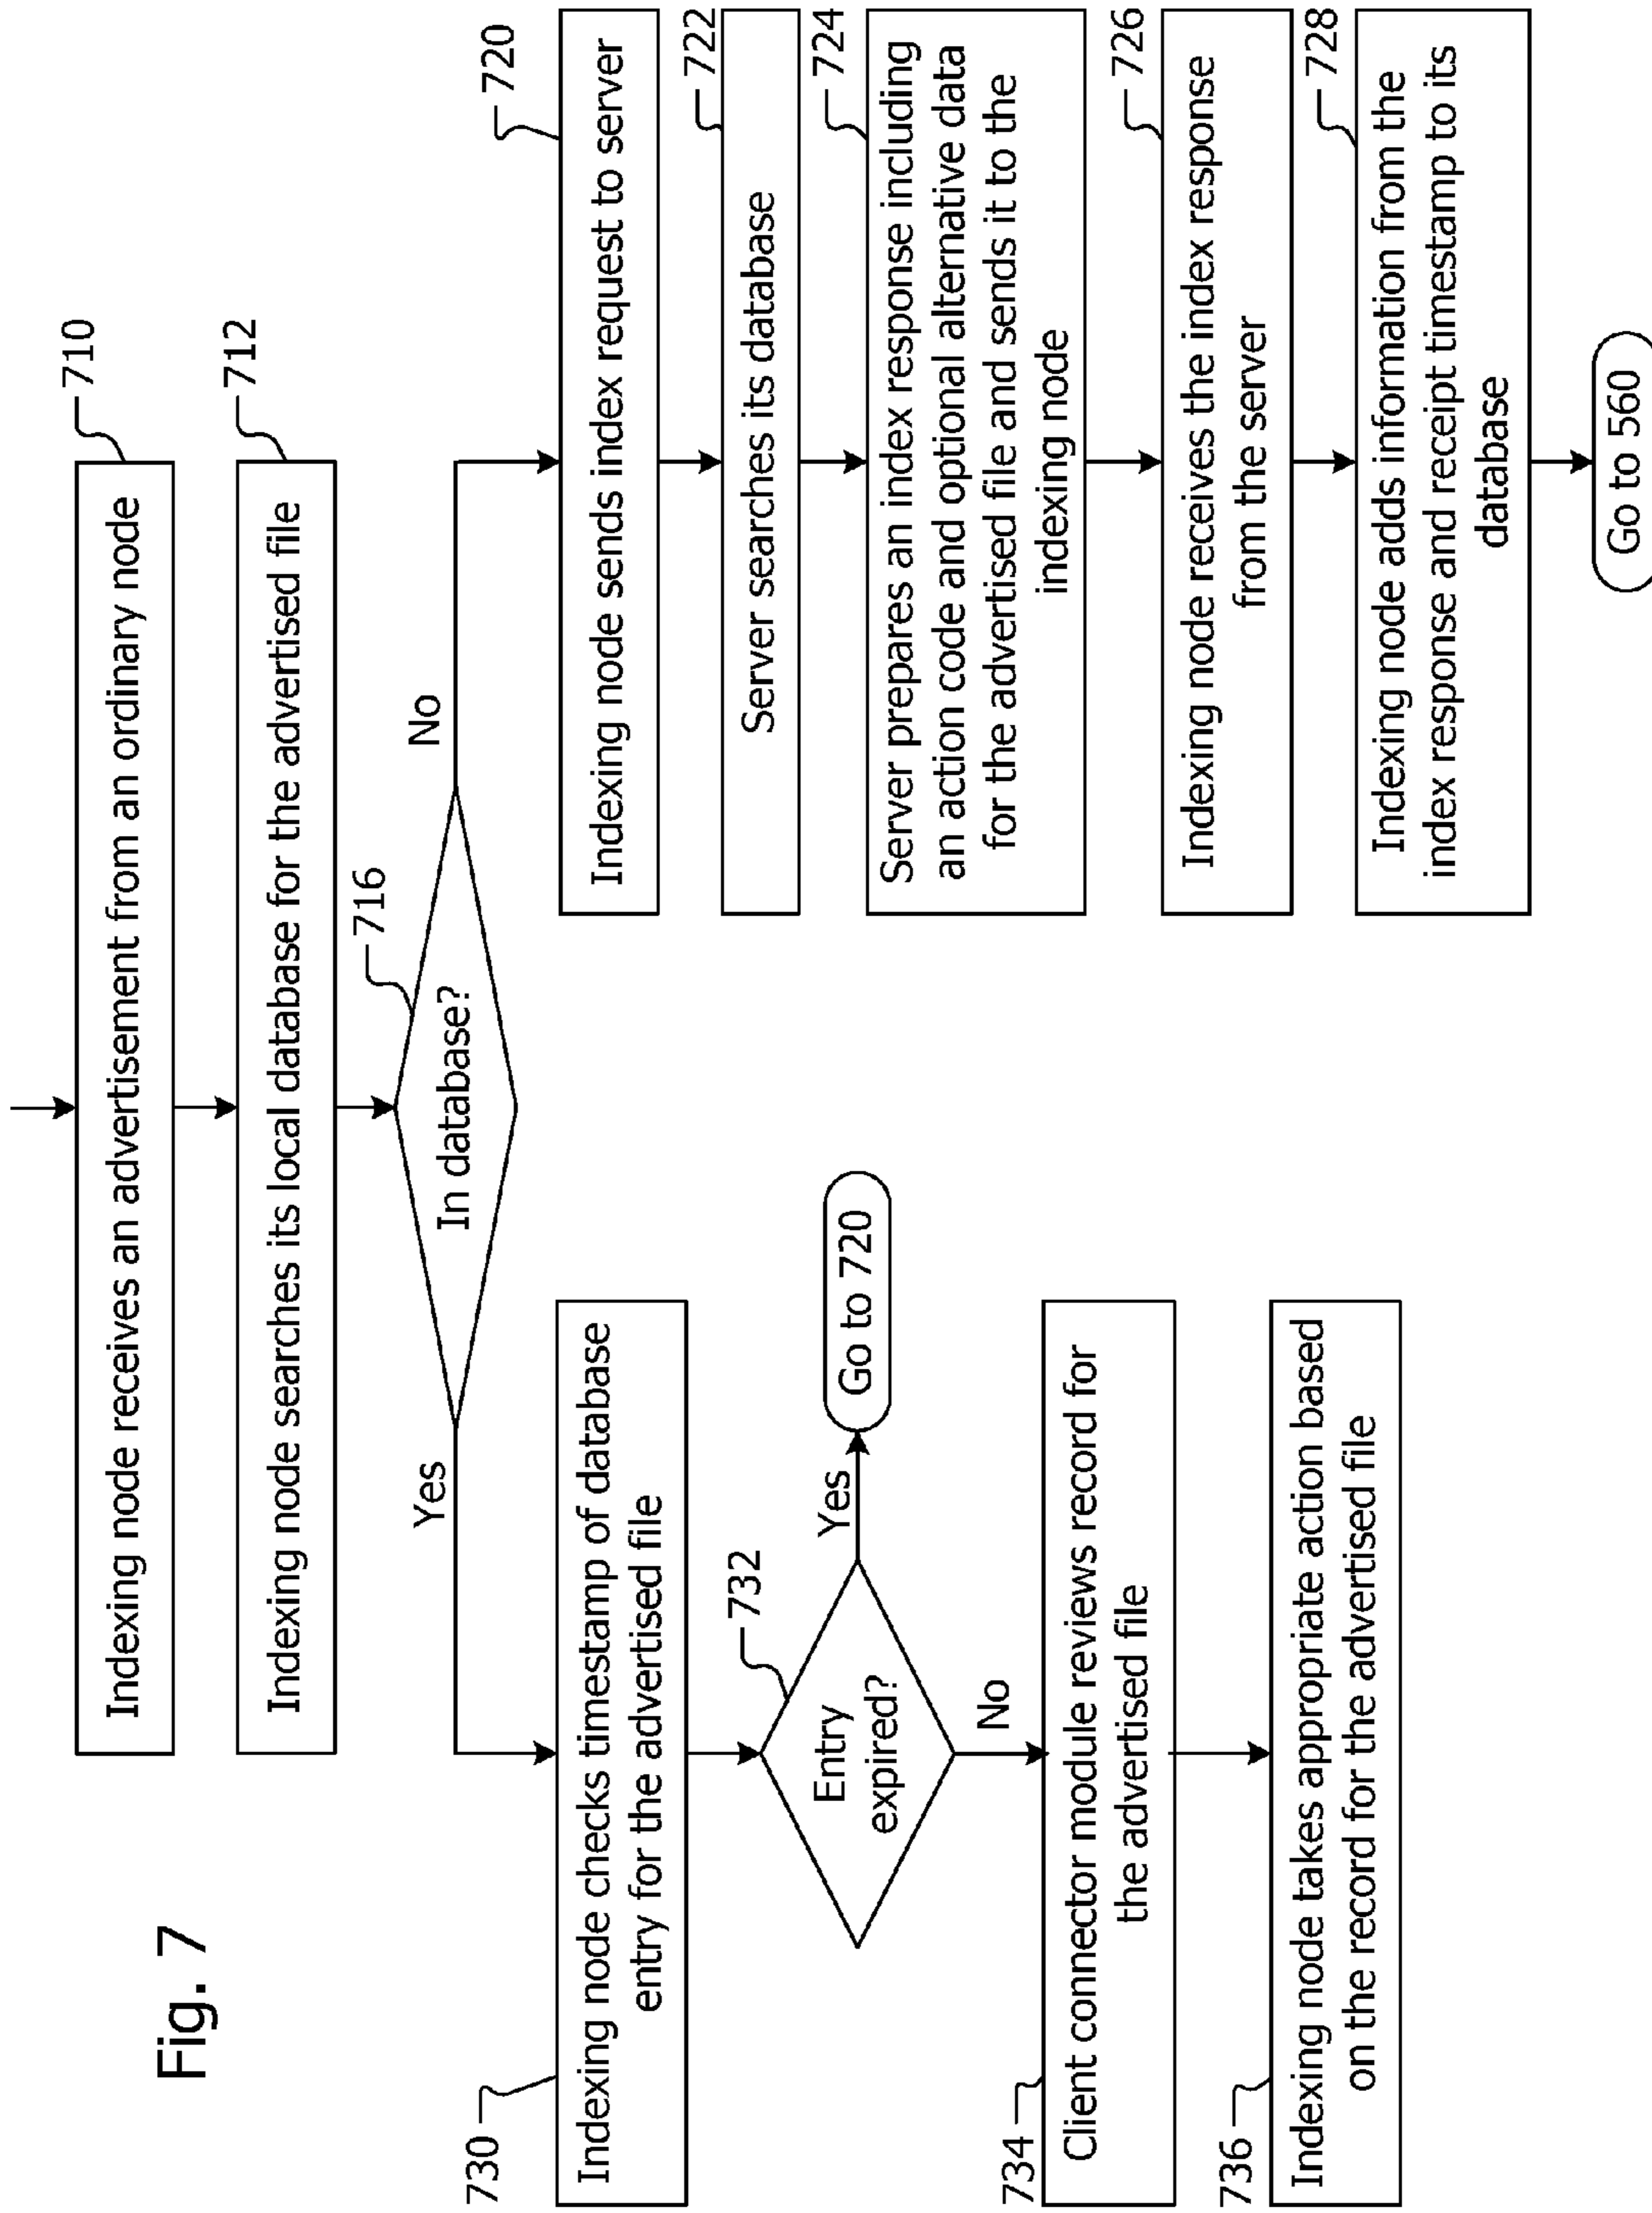 Fig. 7
710
Indexing node receives an advertisement from an ordinary node
712
Indexing node searches its local database for the advertised file
716
In database?
Yes
No
730
Indexing node checks timestamp of database
entry for the advertised file
732
Entry
expired?
Yes
Go to 720
No
734
Client connector module reviews record for
the advertised file
736
Indexing node takes appropriate action based
on the record for the advertised file
720
Indexing node sends index request to server
722
Server searches its database
724
Server prepares an index response including
an action code and optional alternative data
for the advertised file and sends it to the
indexing node
726
Indexing node receives the index response
from the server
728
Indexing node adds information from the
index response and receipt timestamp to its
database
Go to 560